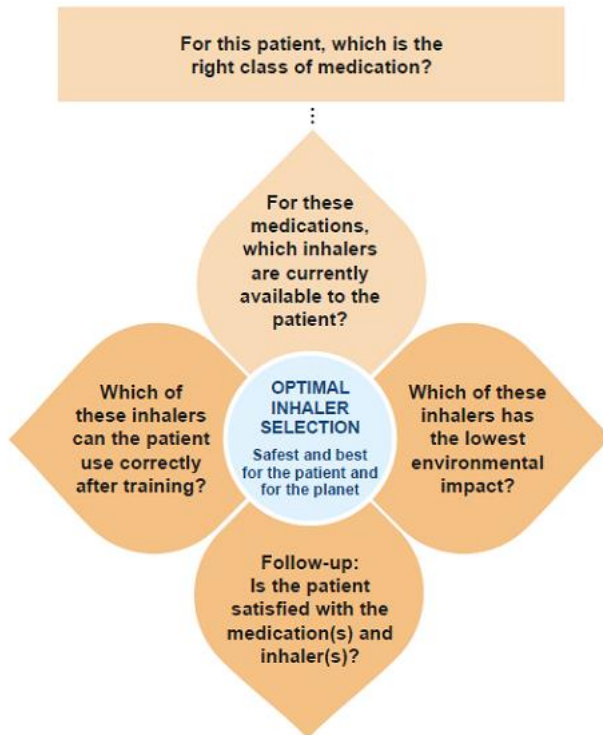 For this patient, which is the
right class of medication?
For these
medications,
which inhalers
are currently
available to the
patient?
Which of
these inhalers
can the patient
use correctly
after training?
OPTIMAL
INHALER
SELECTION
Safest and best
for the patient and
for the planet
Which of these
inhalers has
the lowest
environmental
impact?
Follow-up:
Is the patient
satisfied with the
medication(s) and
inhaler(s)?